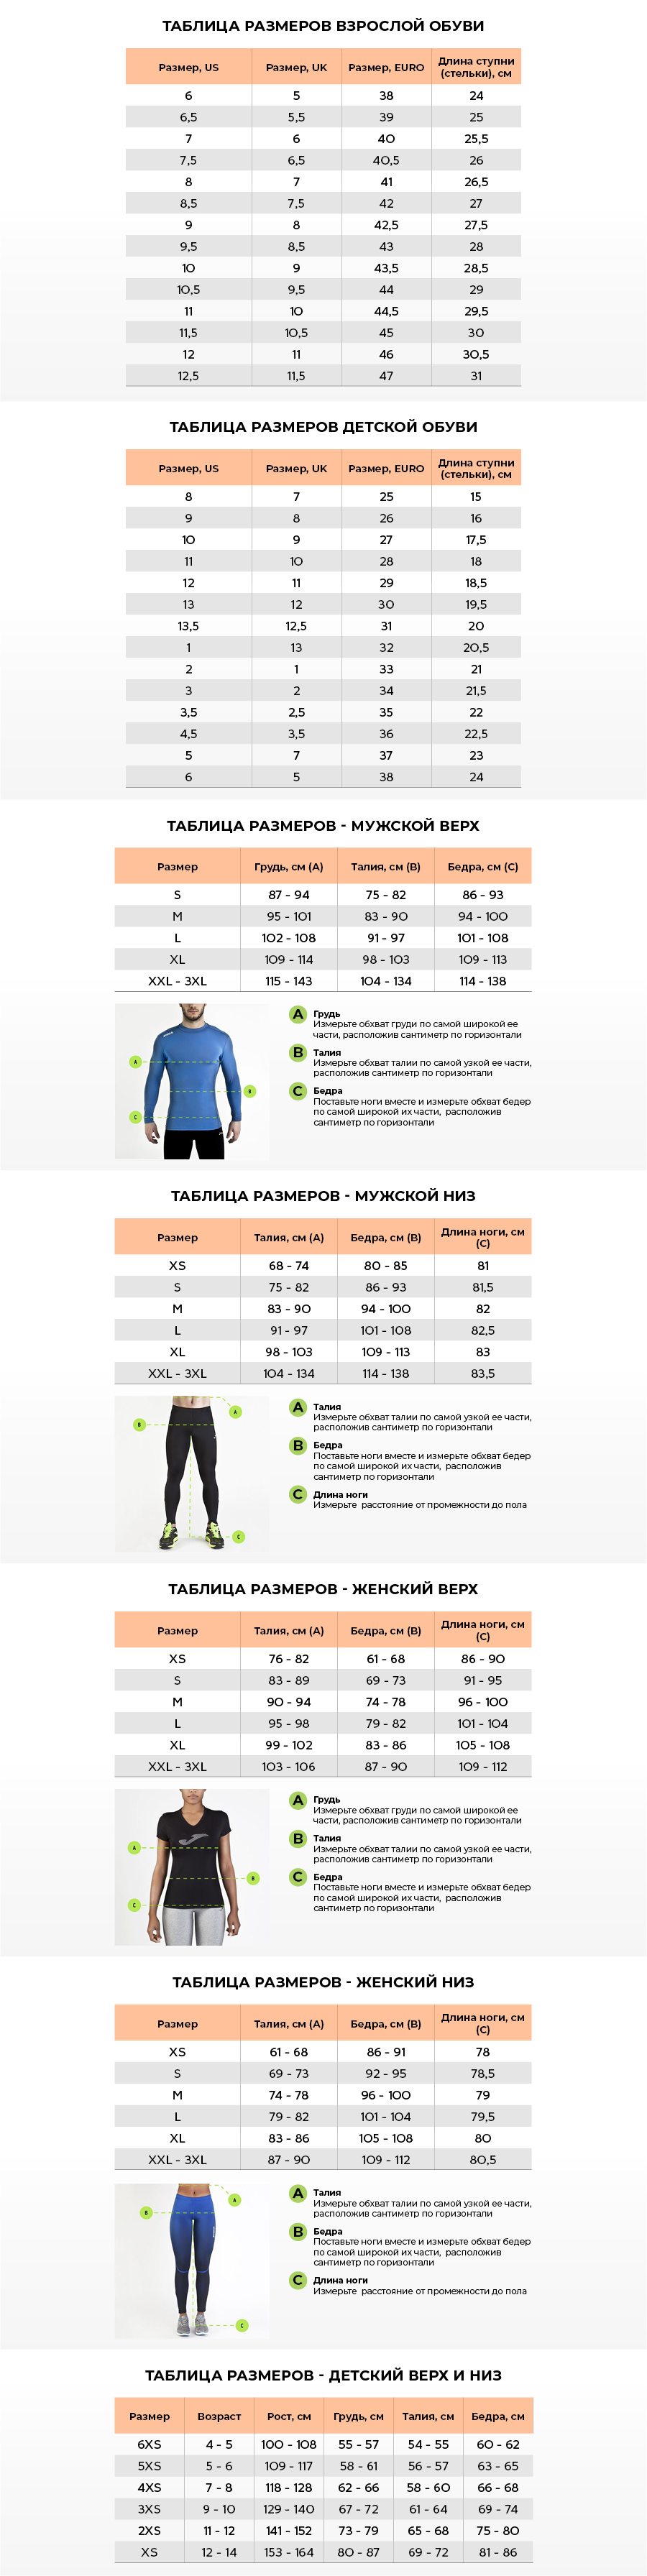 ТАБЛИЦА РАЗМЕРОВ ВЗРОСЛОЙ ОБУВИ
Размер, US Размер, UK Размер, EURO Длина ступни (стельки), см
6 5 38 24
6,5 5,5 39 25
7 6 40 25,5
7,5 6,5 40,5 26
8 7 41 26,5
8,5 7,5 42 27
9 8 42,5 27,5
9,5 8,5 43 28
10 9 43,5 28,5
10,5 9,5 44 29
11 10 44,5 29,5
11,5 10,5 45 30
12 11 46 30,5
12,5 11,5 47 31
ТАБЛИЦА РАЗМЕРОВ ДЕТСКОЙ ОБУВИ
Размер, US Размер, UK Размер, EURO Длина ступни (стельки), см
8 7 25 15
9 8 26 16
10 9 27 17,5
11 10 28 18
12 11 29 18,5
13 12 30 19,5
13,5 12,5 31 20
1 13 32 20,5
2 1 33 21
3 2 34 21,5
3,5 2,5 35 22
4,5 3,5 36 22,5
5 7 37 23
6 5 38 24
ТАБЛИЦА РАЗМЕРОВ - МУЖСКОЙ ВЕРХ
Размер Грудь, см (A) Талия, см (B) Бедра, см (C)
S 87 - 94 75 - 82 86 - 93
M 95 - 101 83 - 90 94 - 100
L 102 - 108 91 - 97 101 - 108
XL 109 - 114 98 - 103 109 - 113
XXL - 3XL 115 - 143 104 - 134 114 - 138
A
B
C
A Грудь
Измерьте обхват груди по самой широкой ее
части, расположив сантиметр по горизонтали
B Талия
Измерьте обхват талии по самой узкой ее части,
расположив сантиметр по горизонтали
C Бедра
Поставьте ноги вместе и измерьте обхват бедер
по самой широкой их части, расположив
сантиметр по горизонтали
ТАБЛИЦА РАЗМЕРОВ - МУЖСКОЙ НИЗ
Размер Талия, см (A) Бедра, см (B) Длина ноги, см (C)
XS 68 - 74 80 - 85 81
S 75 - 82 86 - 93 81,5
M 83 - 90 94 - 100 82
L 91 - 97 101 - 108 82,5
XL 98 - 103 109 - 113 83
XXL - 3XL 104 - 134 114 - 138 83,5
A
B
C
A Талия
Измерьте обхват талии по самой узкой ее части,
расположив сантиметр по горизонтали
B Бедра
Поставьте ноги вместе и измерьте обхват бедер
по самой широкой их части, расположив
сантиметр по горизонтали
C Длина ноги
Измерьте расстояние от промежности до пола
ТАБЛИЦА РАЗМЕРОВ - ЖЕНСКИЙ ВЕРХ
Размер Талия, см (A) Бедра, см (B) Длина ноги, см (C)
XS 76 - 82 61 - 68 86 - 90
S 83 - 89 69 - 73 91 - 95
M 90 - 94 74 - 78 96 - 100
L 95 - 98 79 - 82 101 - 104
XL 99 - 102 83 - 86 105 - 108
XXL - 3XL 103 - 106 87 - 90 109 - 112
A
B
C
A Грудь
Измерьте обхват груди по самой широкой ее
части, расположив сантиметр по горизонтали
B Талия
Измерьте обхват талии по самой узкой ее части,
расположив сантиметр по горизонтали
C Бедра
Поставьте ноги вместе и измерьте обхват бедер
по самой широкой их части, расположив
сантиметр по горизонтали
ТАБЛИЦА РАЗМЕРОВ - ЖЕНСКИЙ НИЗ
Размер Талия, см (A) Бедра, см (B) Длина ноги, см (C)
XS 61 - 68 86 - 91 78
S 69 - 73 92 - 95 78,5
M 74 - 78 96 - 100 79
L 79 - 82 101 - 104 79,5
XL 83 - 86 105 - 108 80
XXL - 3XL 87 - 90 109 - 112 80,5
A
B
C
A Талия
Измерьте обхват талии по самой узкой ее части,
расположив сантиметр по горизонтали
B Бедра
Поставьте ноги вместе и измерьте обхват бедер
по самой широкой их части, расположив
сантиметр по горизонтали
C Длина ноги
Измерьте расстояние от промежности до пола
ТАБЛИЦА РАЗМЕРОВ - ДЕТСКИЙ ВЕРХ И НИЗ
Размер Возраст Рост, см Грудь, см Талия, см Бедра, см
6XS 4 - 5 100 - 108 55 - 57 54 - 55 60 - 62
5XS 5 - 6 109 - 117 58 - 61 56 - 57 63 - 65
4XS 7 - 8 118 - 128 62 - 66 58 - 60 66 - 68
3XS 9 - 10 129 - 140 67 - 72 61 - 64 69 - 74
2XS 11 - 12 141 - 152 73 - 79 65 - 68 75 - 80
XS 12 - 14 153 - 164 80 - 87 69 - 72 81 - 86